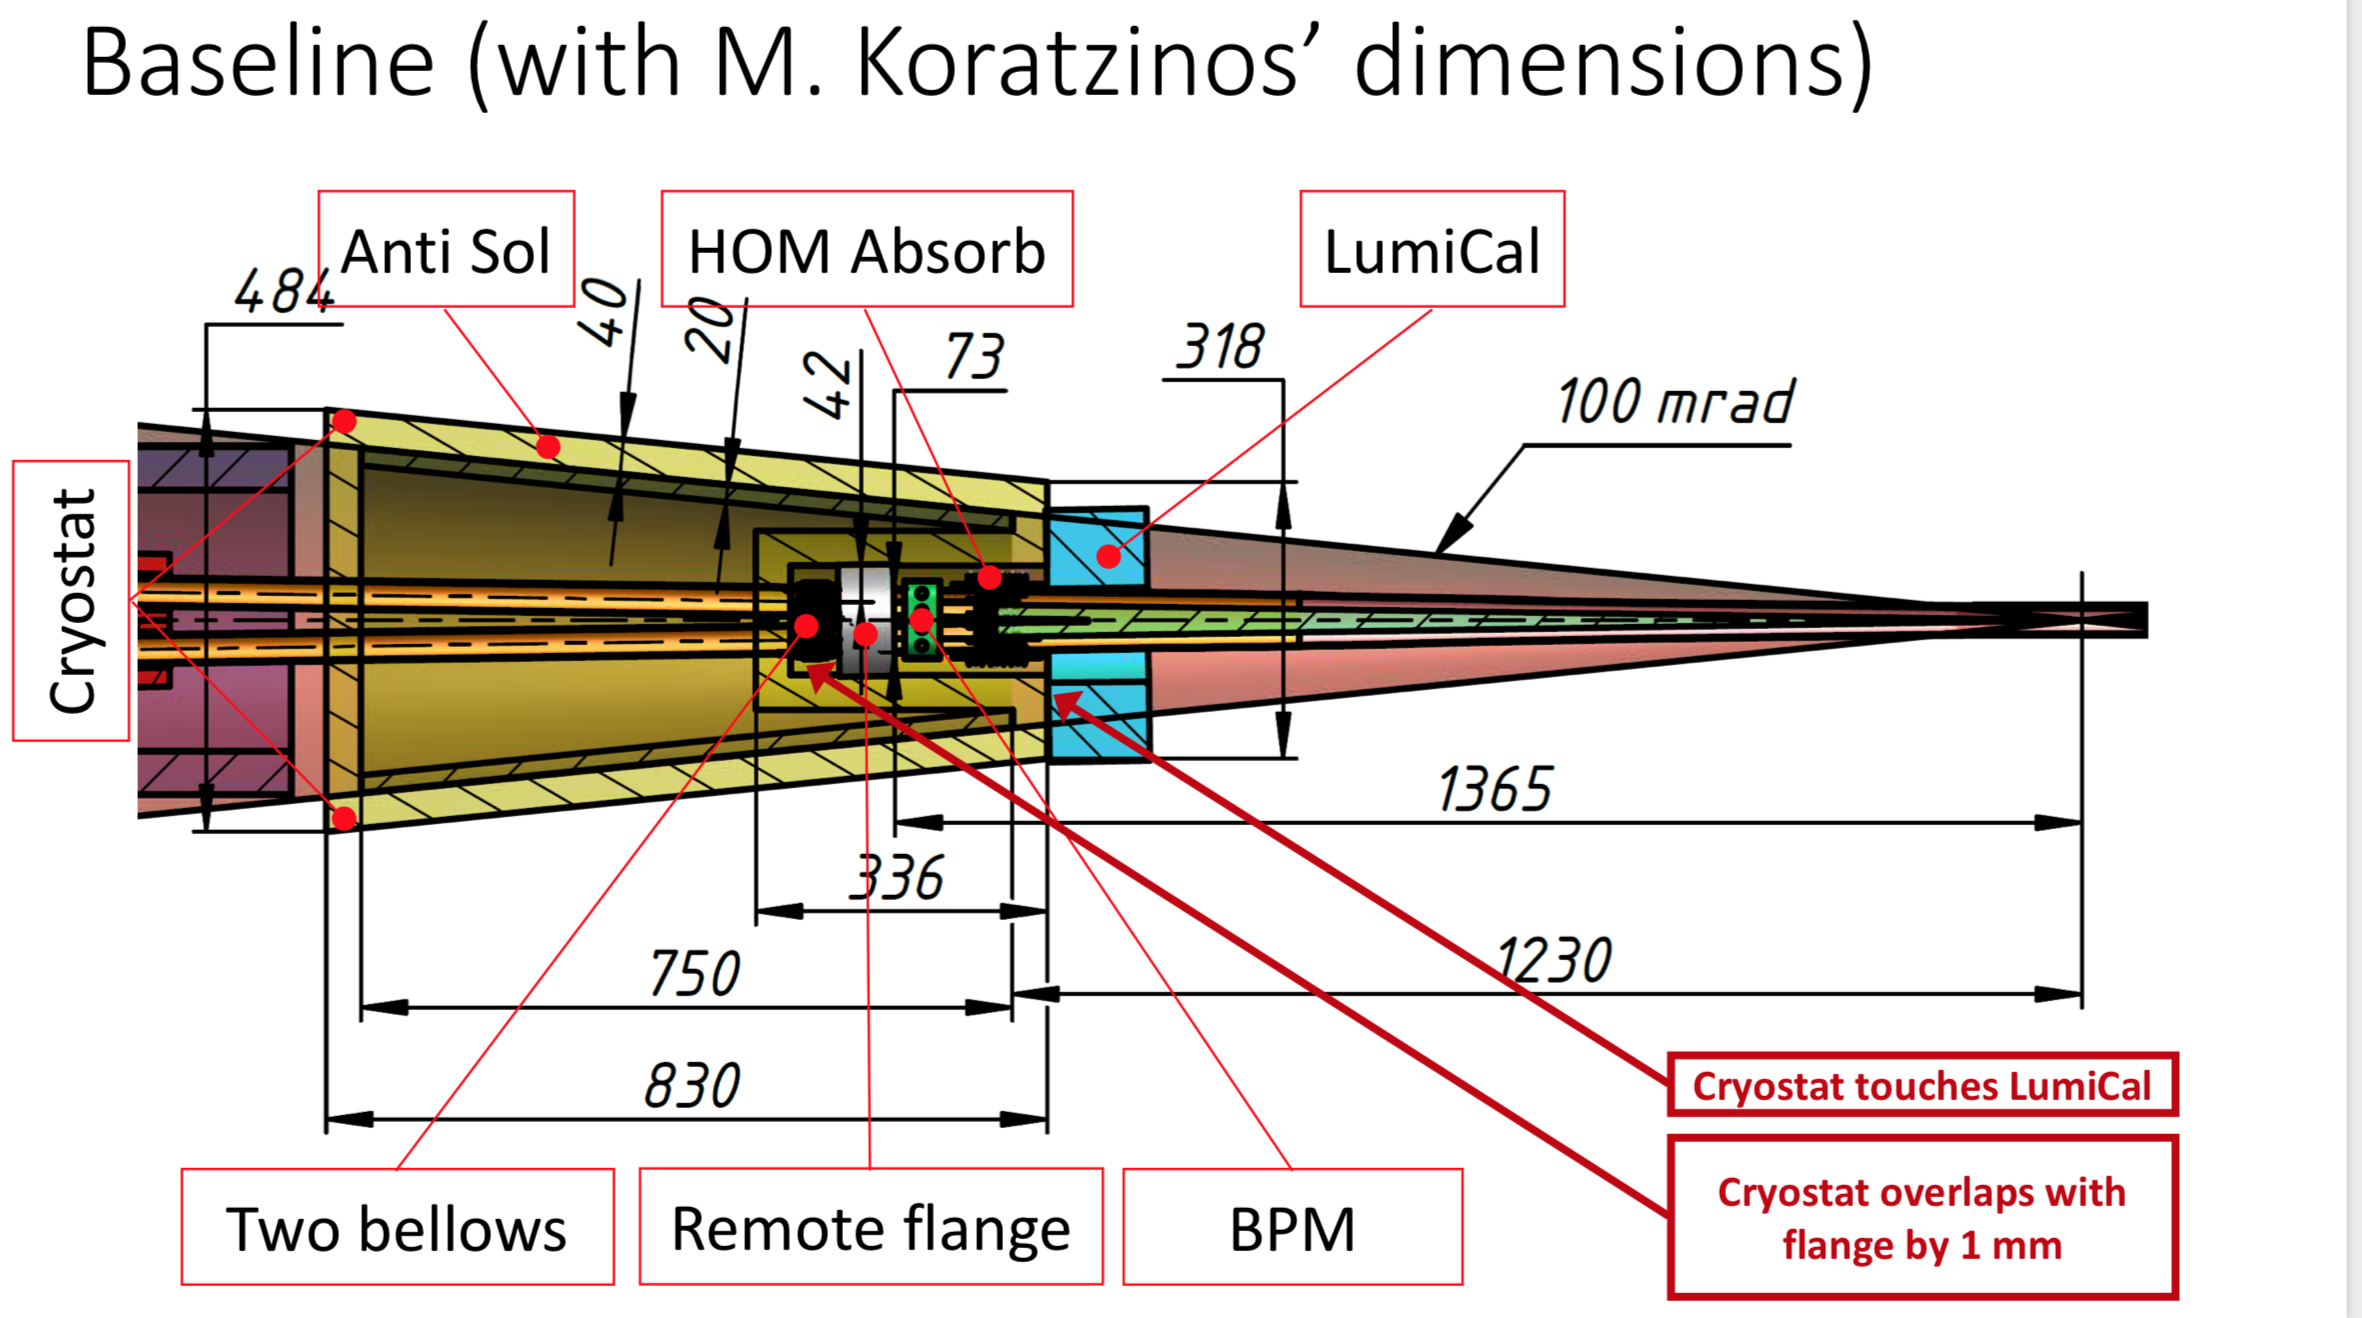 Baseline (with M. Koratzinos’ dimensions)
Anti Sol
HOM Absorb
LumiCal
484
40
20
42
73
318
100 mrad
Cryostat
1365
336
750
1230
830
Cryostat touches LumiCal
Cryostat overlaps with
flange by 1 mm
Two bellows
Remote flange
BPM